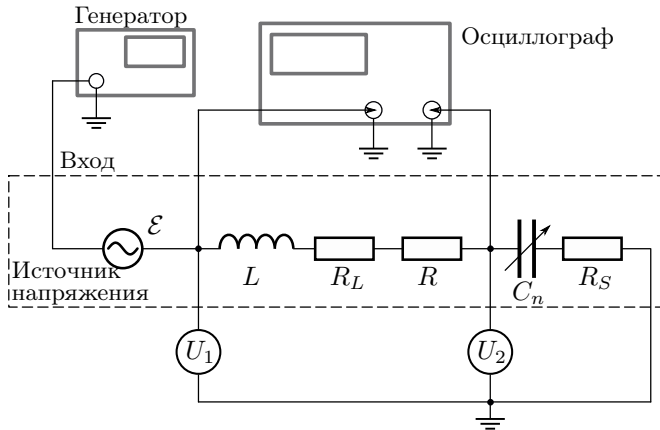 Генератор
Осциллограф
Вход
ℰ
Источник
напряжения
L
R_L
R
C_n
R_S
U_1
U_2